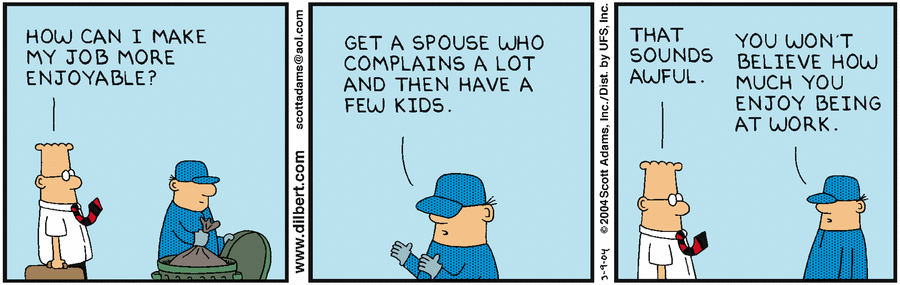 HOW CAN I MAKE
MY JOB MORE
ENJOYABLE?
www.dilbert.com
scottadams@aol.com
GET A SPOUSE WHO
COMPLAINS A LOT
AND THEN HAVE A
FEW KIDS.
3-9-04 © 2004 Scott Adams, Inc./Dist. by UFS, Inc.
THAT
SOUNDS
AWFUL.
YOU WON'T
BELIEVE HOW
MUCH YOU
ENJOY BEING
AT WORK.